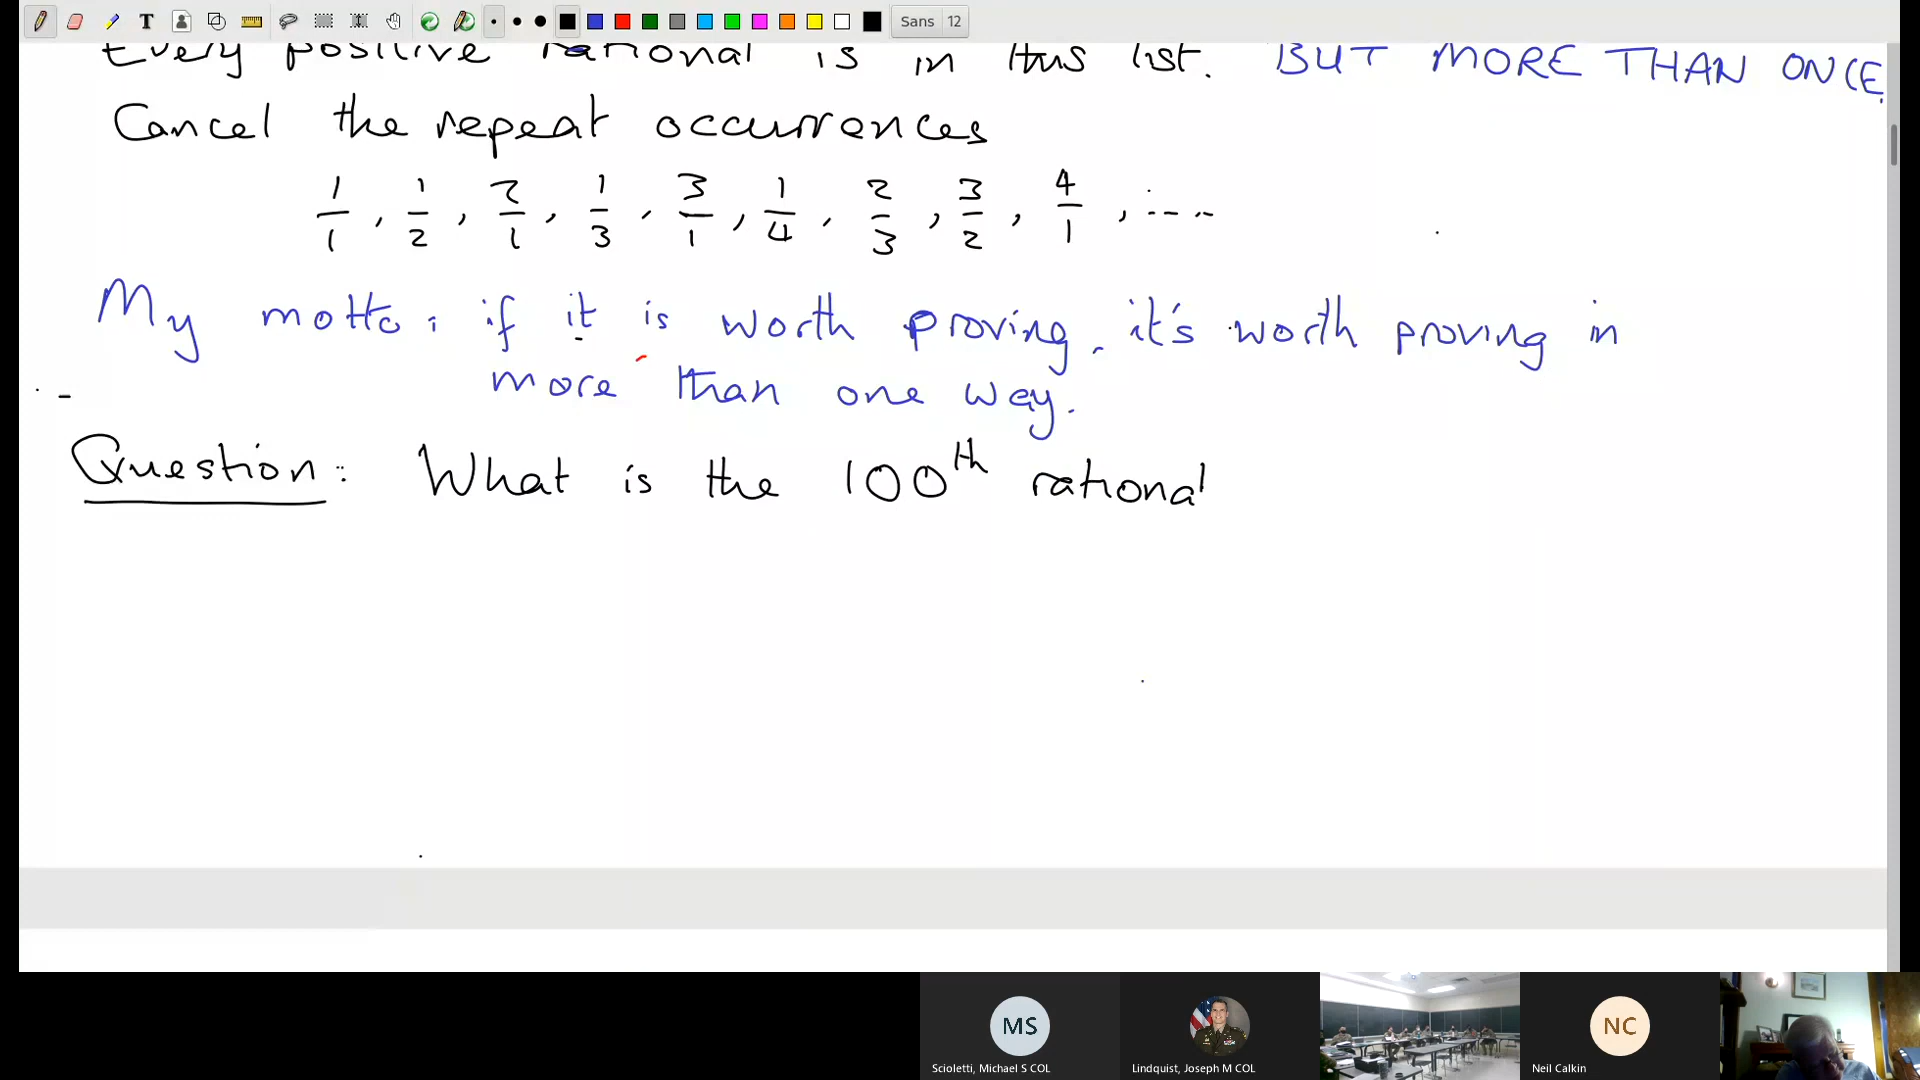 Sans 12
Every positive rational is in this list. BUT MORE THAN ONCE.
Cancel the repeat occurrences
1/1, 1/2, 2/1, 1/3, 3/1, 1/4, 2/3, 3/2, 4/1, ....
My motto: if it is worth proving, it's worth proving in
more than one way.
Question: What is the 100th rational
MS
NC
Scioletti, Michael S COL
Lindquist, Joseph M COL
Neil Calkin